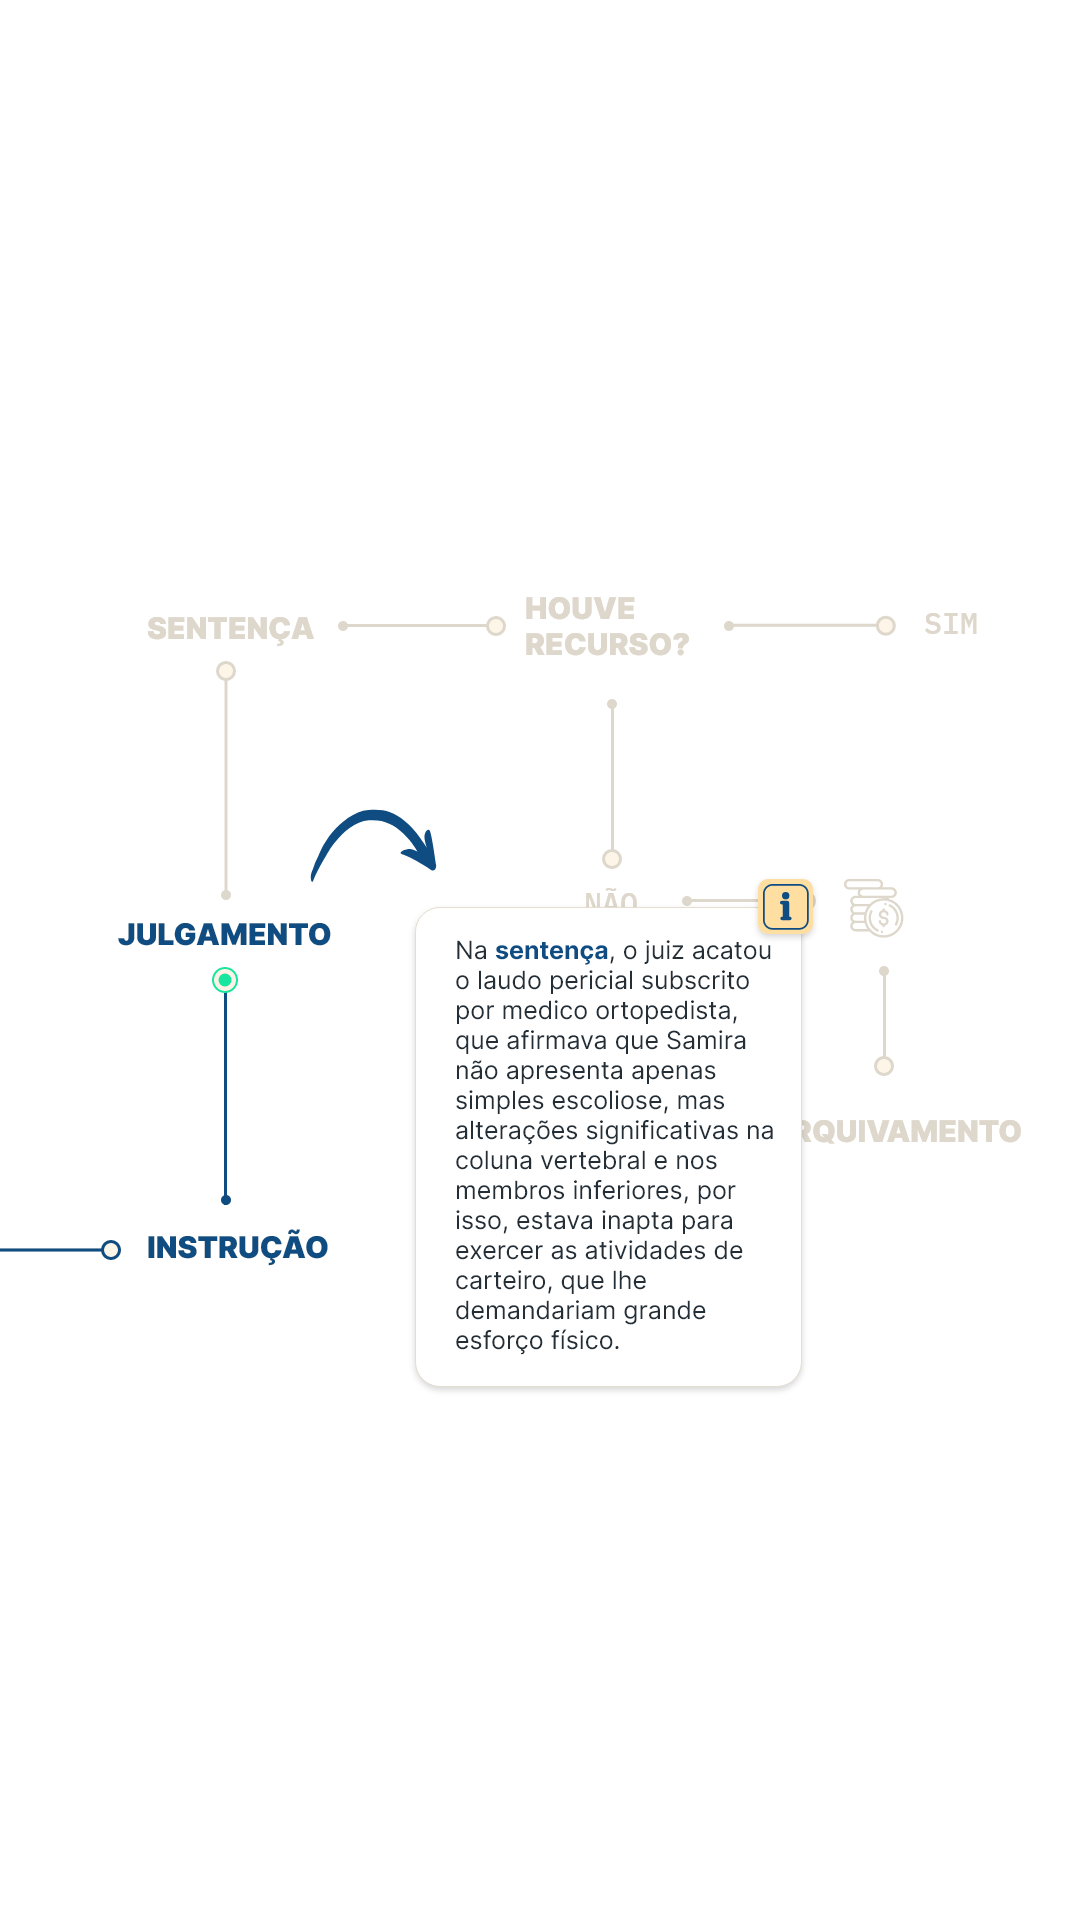 HOUVE
RECURSO?
SENTENÇA
SIM
NÃO
JULGAMENTO
Na sentença, o juiz acatou
o laudo pericial subscrito
por medico ortopedista,
que afirmava que Samira
não apresenta apenas
simples escoliose, mas
alterações significativas na
coluna vertebral e nos
membros inferiores, por
isso, estava inapta para
exercer as atividades de
carteiro, que lhe
demandariam grande
esforço físico.
RQUIVAMENTO
INSTRUÇÃO